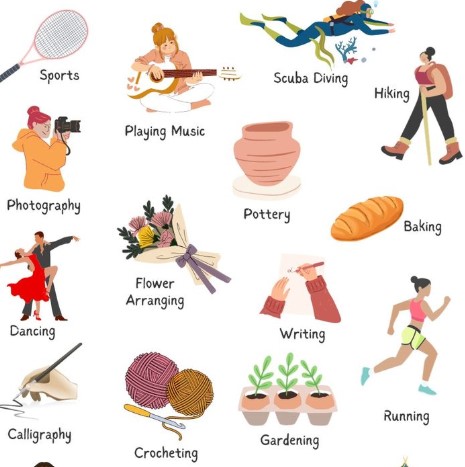 Sports
Scuba Diving
Hiking
Playing Music
Photography
Pottery
Baking
Flower
Arranging
Dancing
Writing
Running
Calligraphy
Crocheting
Gardening